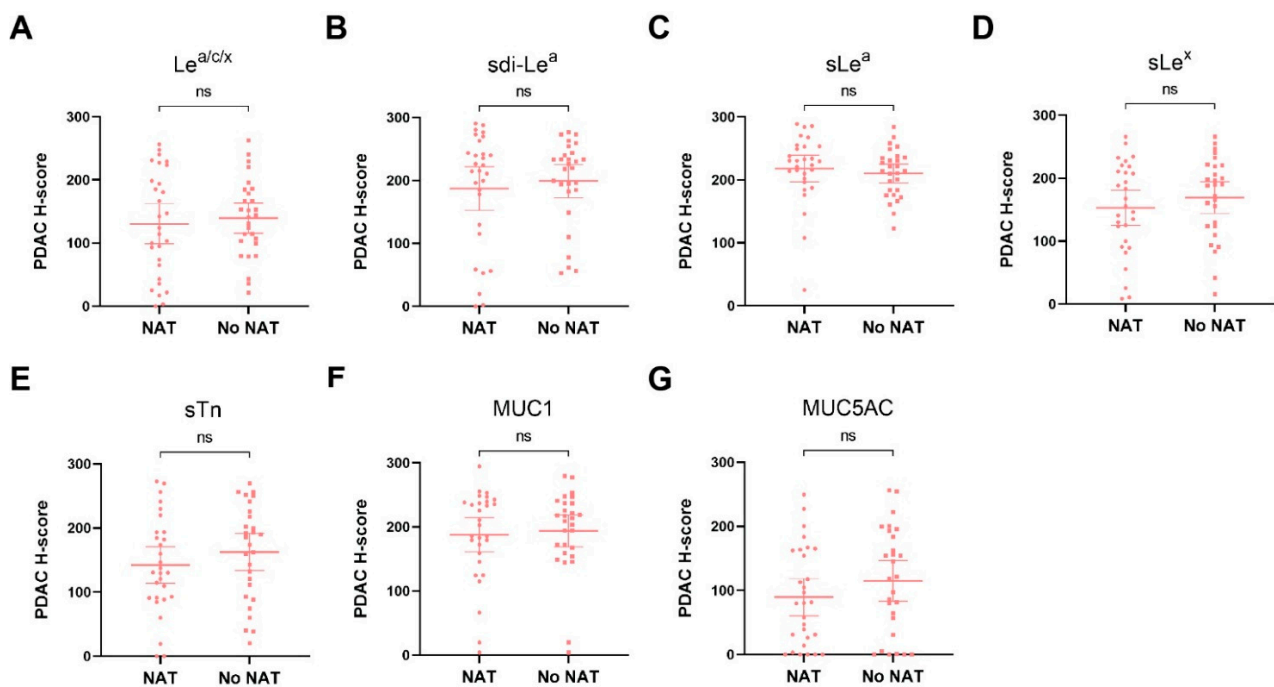 A
Le^a/c/x
ns
PDAC H-score
300
200
100
0
NAT No NAT
B
sdi-Le^a
ns
PDAC H-score
300
200
100
0
NAT No NAT
C
sLe^a
ns
PDAC H-score
300
200
100
0
NAT No NAT
D
sLe^x
ns
PDAC H-score
300
200
100
0
NAT No NAT
E
sTn
ns
PDAC H-score
300
200
100
0
NAT No NAT
F
MUC1
ns
PDAC H-score
300
200
100
0
NAT No NAT
G
MUC5AC
ns
PDAC H-score
300
200
100
0
NAT No NAT